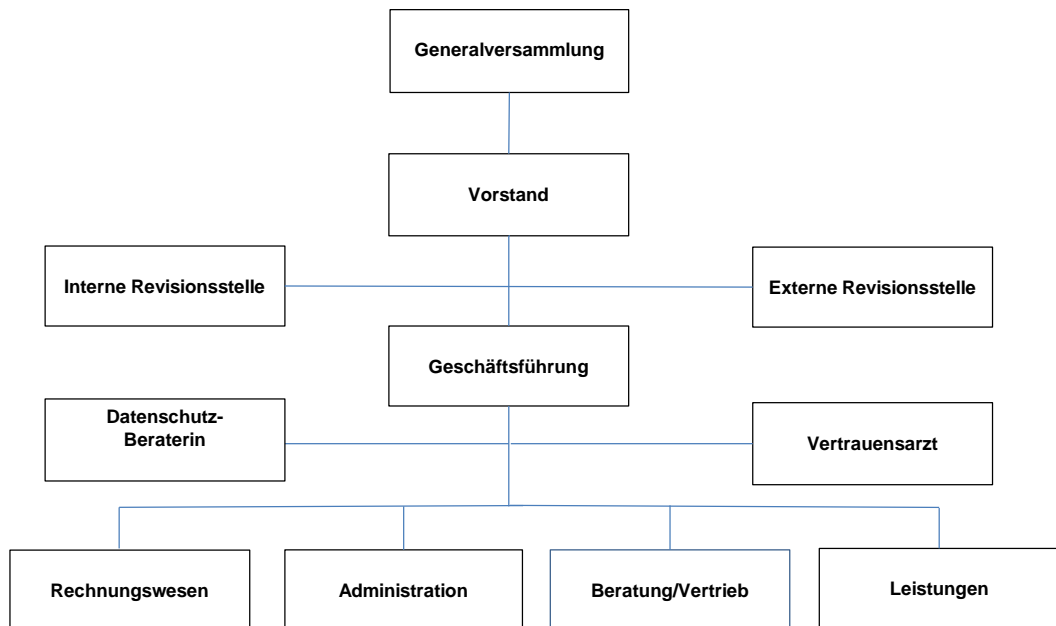 Generalversammlung
Vorstand
Interne Revisionsstelle
Externe Revisionsstelle
Geschäftsführung
Datenschutz-
Beraterin
Vertrauensarzt
Rechnungswesen
Administration
Beratung/Vertrieb
Leistungen